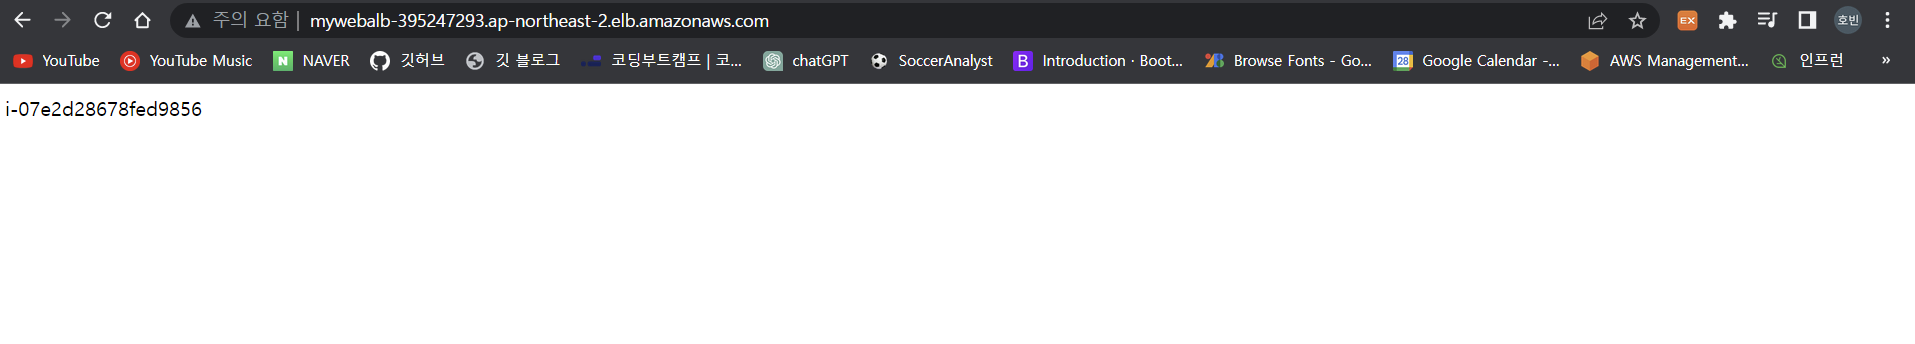 주의 요함 | mywebalb-395247293.ap-northeast-2.elb.amazonaws.com EX 호빈
YouTube YouTube Music N NAVER 깃허브 깃 블로그 코딩부트캠프 | 코... chatGPT SoccerAnalyst B Introduction · Boot... Browse Fonts - Go... 28 Google Calendar -... AWS Management... 인프런 »
i-07e2d28678fed9856